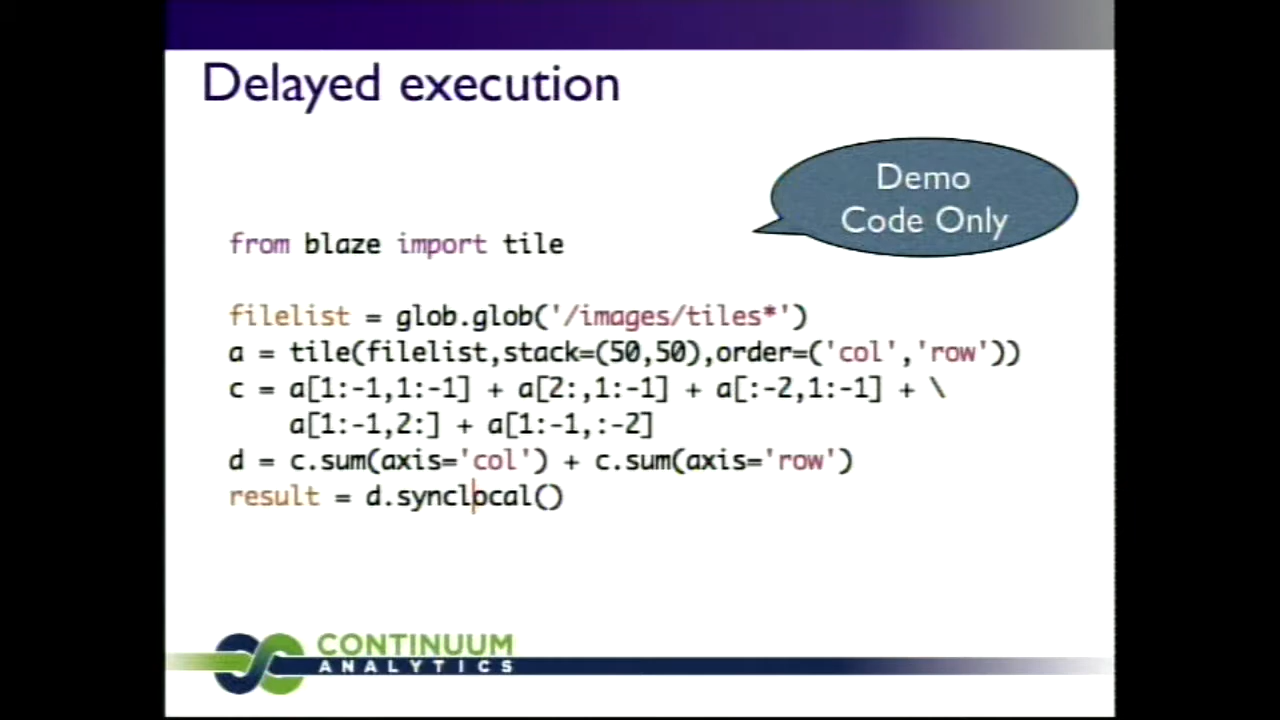 Delayed execution
Demo
Code Only
from blaze import tile
filelist = glob.glob('/images/tiles*')
a = tile(filelist,stack=(50,50),order=('col','row'))
c = a[1:-1,1:-1] + a[2:,1:-1] + a[:-2,1:-1] + \
a[1:-1,2:] + a[1:-1,:-2]
d = c.sum(axis='col') + c.sum(axis='row')
result = d.synclocal()
CONTINUUM
ANALYTICS